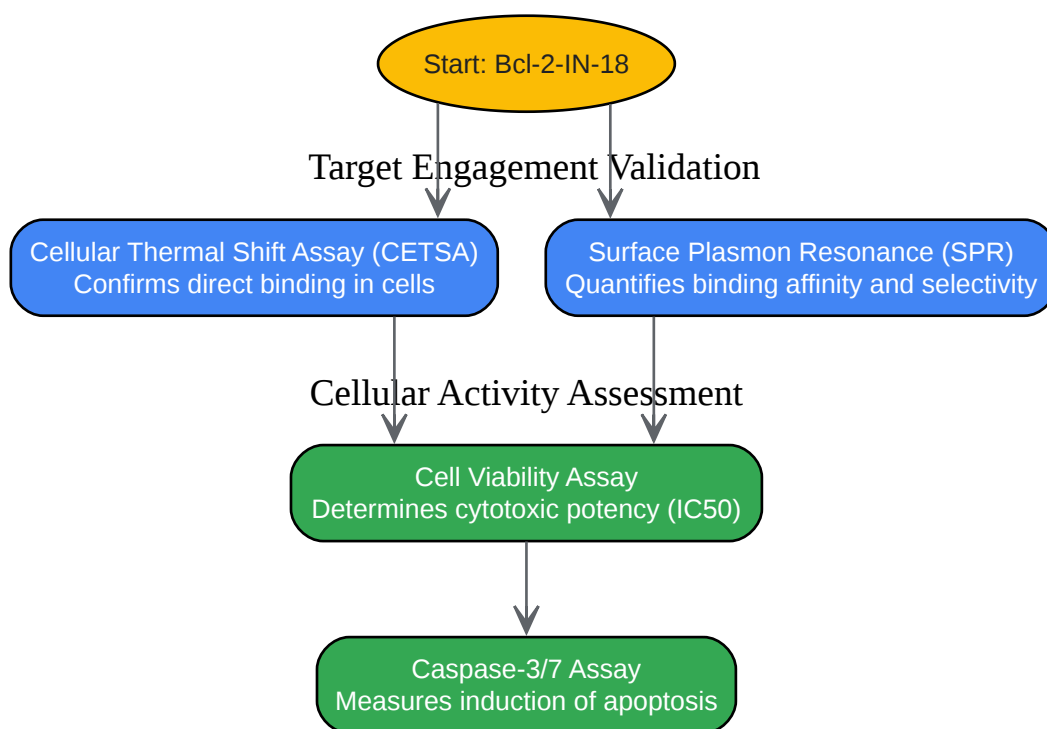 Start: Bcl-2-IN-18
Target Engagement Validation
Cellular Thermal Shift Assay (CETSA)
Confirms direct binding in cells
Surface Plasmon Resonance (SPR)
Quantifies binding affinity and selectivity
Cellular Activity Assessment
Cell Viability Assay
Determines cytotoxic potency (IC50)
Caspase-3/7 Assay
Measures induction of apoptosis